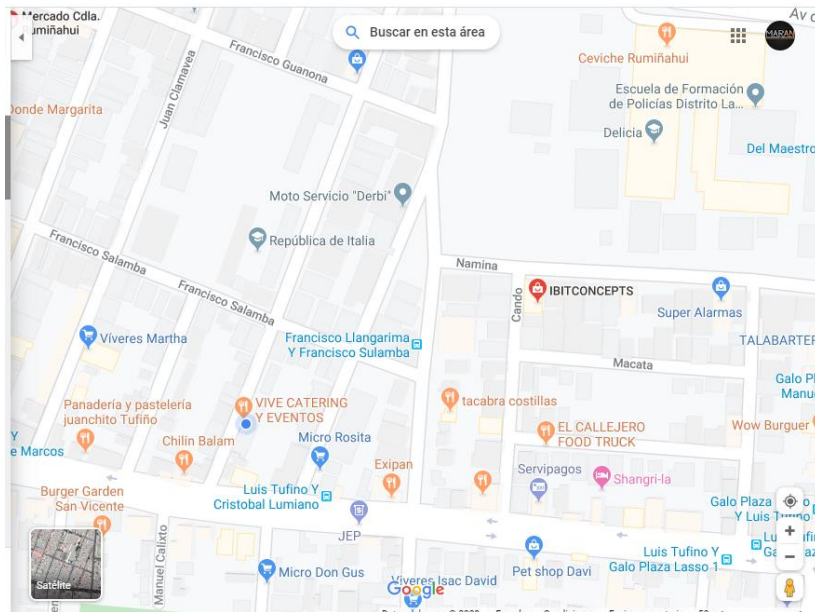 Mercado Cdla.
Rumiñahui
Buscar en esta área
Av
MARAN
Ceviche Rumiñahui
Francisco Guanona
Juan Clamavea
Escuela de Formación
de Policías Distrito La...
Donde Margarita
Delicia
Del Maestro
Moto Servicio "Derbi"
República de Italia
Francisco Salamba
Namina
Francisco Salamba
IBITCONCEPTS
Cando
Super Alarmas
Víveres Martha
Francisco Llangarima
Y Francisco Sulamba
TALABARTER
Macata
Galo Pl
Manu
Panadería y pastelería
juanchito Tufiño
VIVE CATERING
Y EVENTOS
tacabra costillas
Y
e Marcos
Chilin Balam
Micro Rosita
EL CALLEJERO
FOOD TRUCK
Wow Burguer
Exipan
Servipagos
Shangri-la
Burger Garden
San Vicente
Luis Tufino Y
Cristobal Lumiano
Galo Plaza
Y Luis
JEP
Manuel Calixto
Luis Tufino Y
Galo Plaza Lasso 1
Satélite
Micro Don Gus
Viveres Isac David
Pet shop Davi
Google